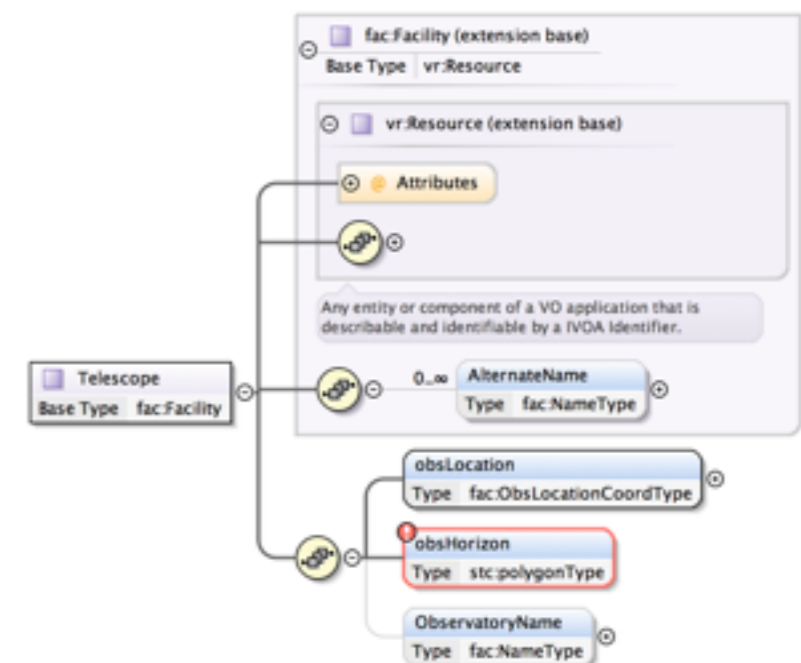 fac:Facility (extension base)
Base Type vr:Resource
vr:Resource (extension base)
@ Attributes
Any entity or component of a VO application that is
describable and identifiable by a IVOA Identifier.
Telescope
Base Type fac:Facility
0..∞ AlternateName
Type fac:NameType
obsLocation
Type fac:ObsLocationCoordType
obsHorizon
Type stc:polygonType
ObservatoryName
Type fac:NameType